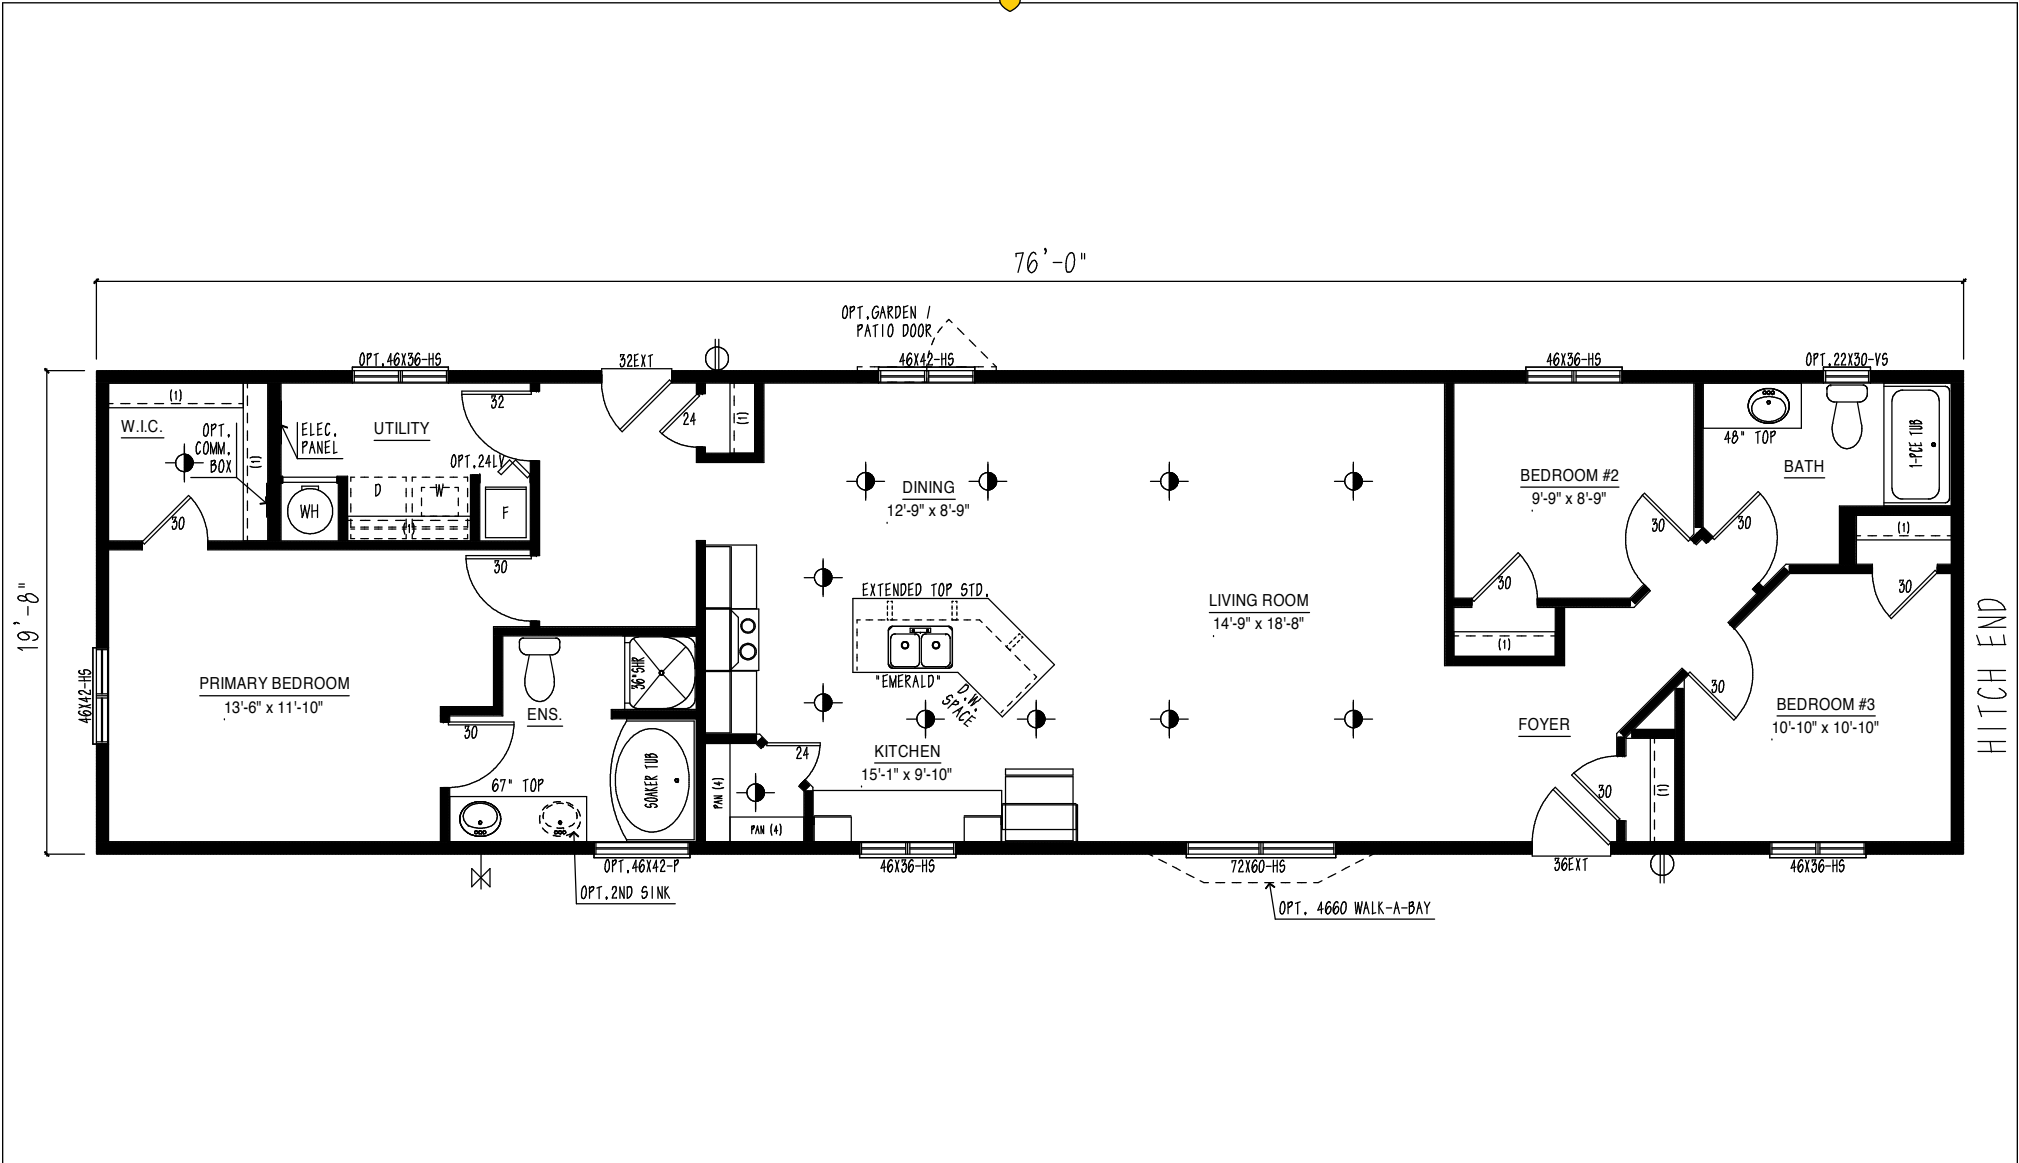 76'-0"
19'-8"
HITCH END
OPT.GARDEN /
PATIO DOOR
OPT.46X36-HS
32EXT
46X42-HS
46X36-HS
OPT.22X30-VS
(1)
W.I.C.
OPT.
COMM.
BOX
(1)
30
ELEC.
PANEL
UTILITY
32
OPT.24LV
WH
D
W
(1)
F
24
(1)
30
PRIMARY BEDROOM
13'-6" x 11'-10"
46X42-HS
ENS.
36"SHR
30
67" TOP
SOAKER TUB
OPT.46X42-P
OPT.2ND SINK
DINING
12'-9" x 8'-9"
EXTENDED TOP STD.
"EMERALD"
D.W.
SPACE
24
KITCHEN
15'-1" x 9'-10"
PAN (4)
PAN (4)
46X36-HS
LIVING ROOM
14'-9" x 18'-8"
72X60-HS
OPT. 4660 WALK-A-BAY
BEDROOM #2
9'-9" x 8'-9"
30
30
(1)
48" TOP
BATH
1-PCE TUB
30
(1)
30
30
BEDROOM #3
10'-10" x 10'-10"
FOYER
30
(1)
36EXT
46X36-HS